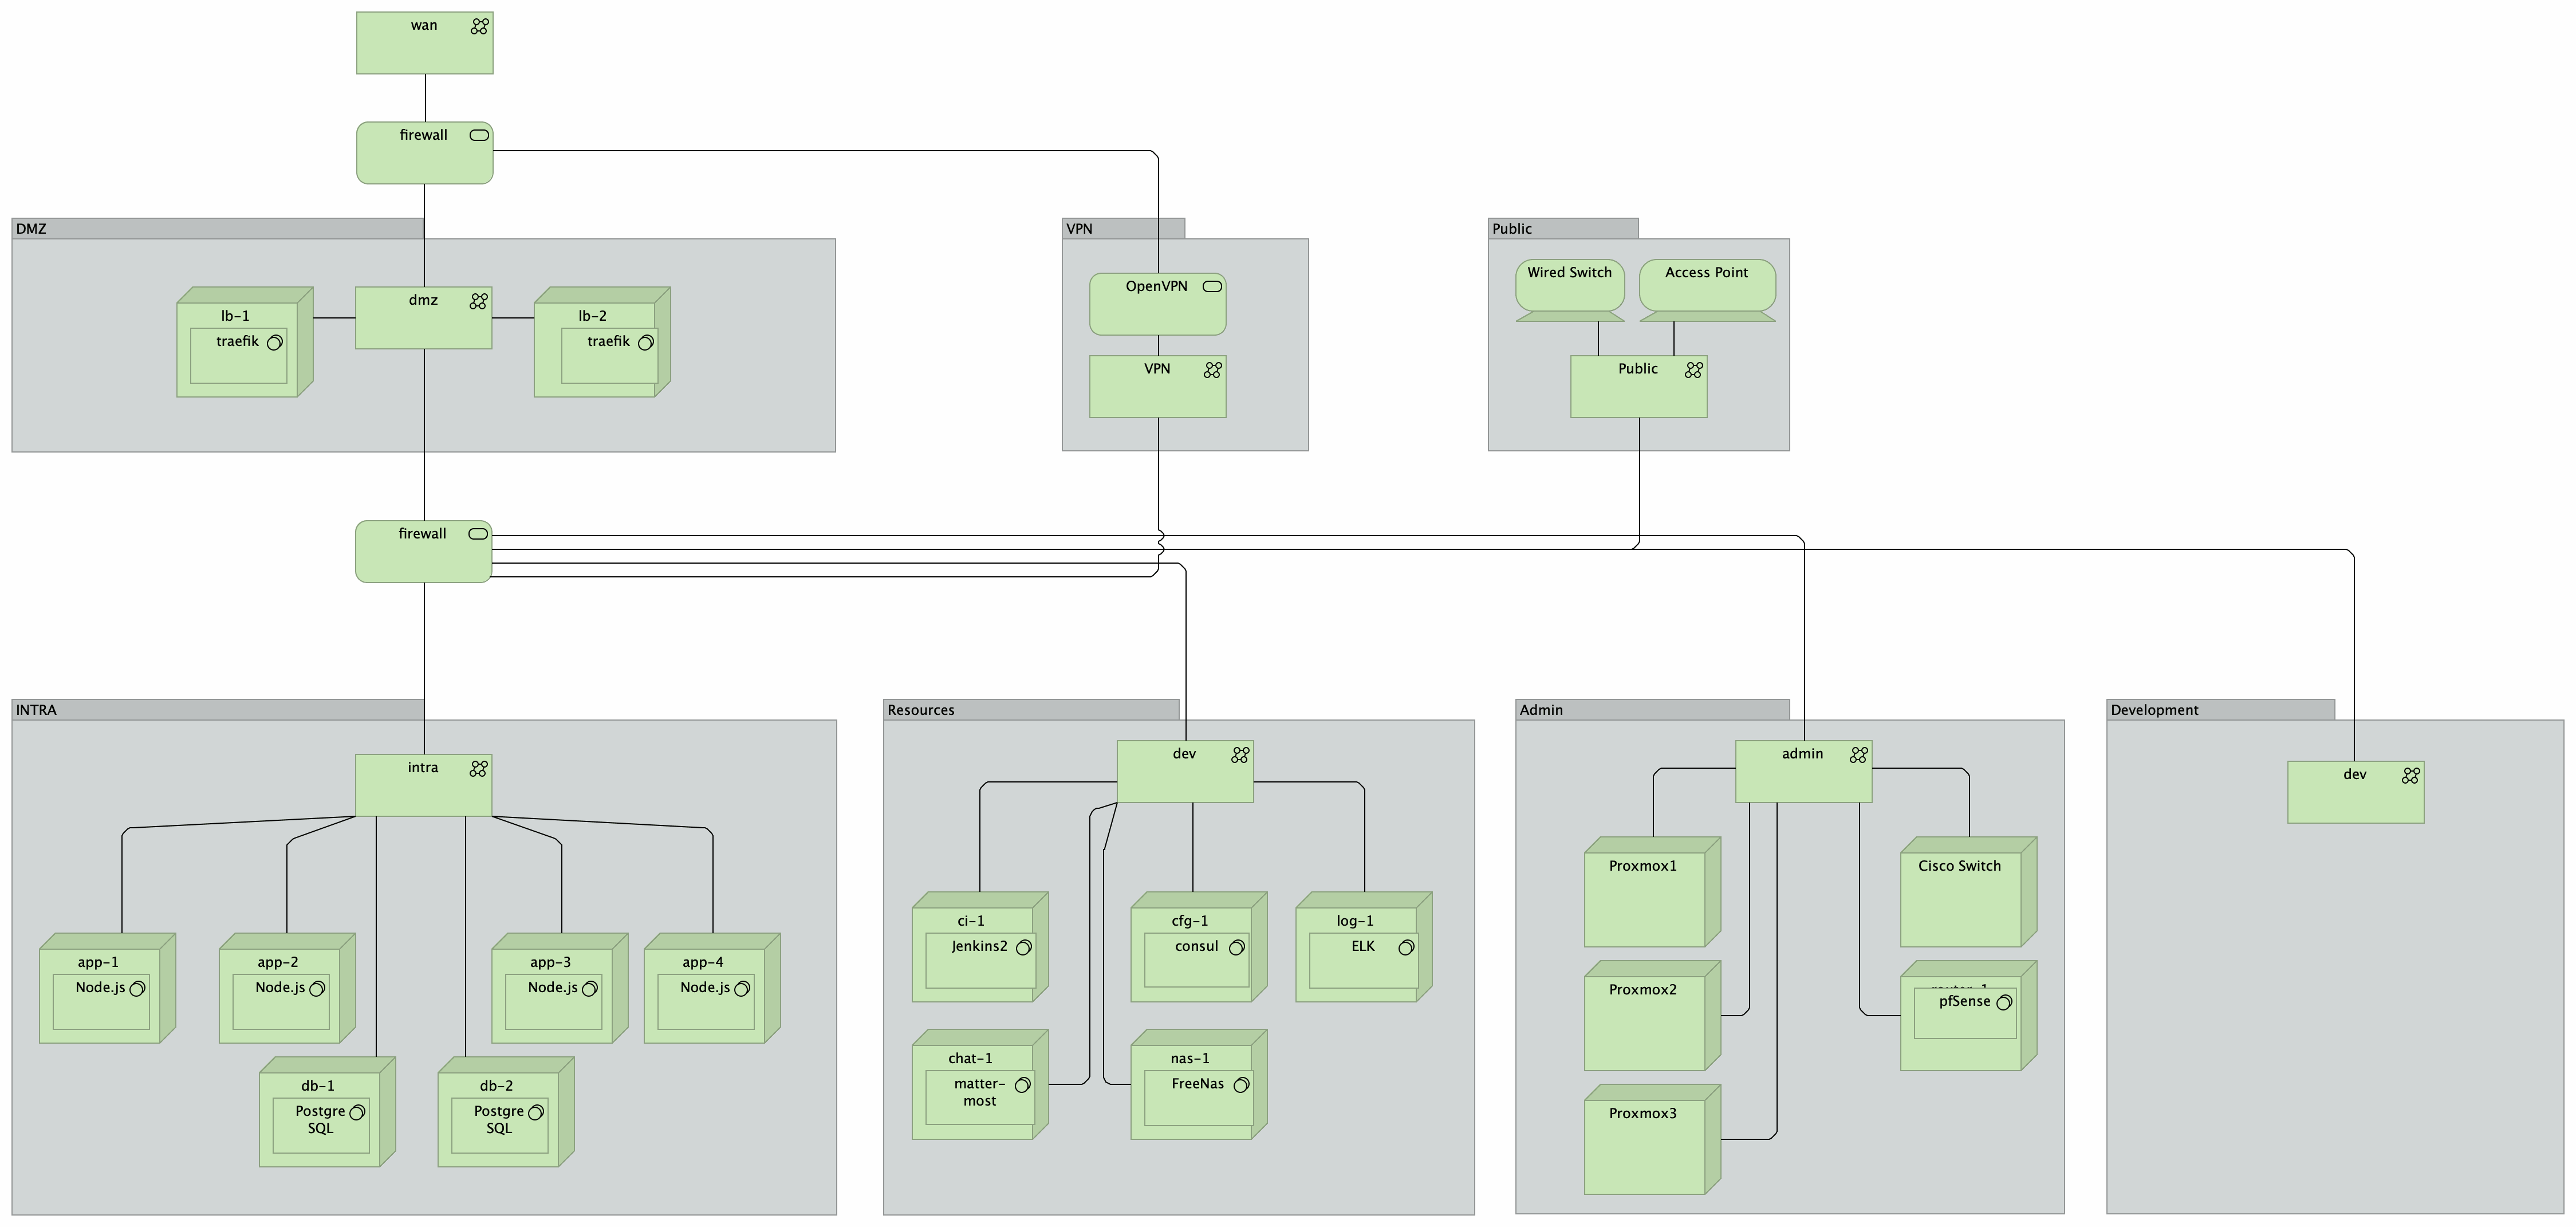 wan
firewall
DMZ
VPN
Public
Wired Switch
Access Point
OpenVPN
dmz
lb-1
traefik
lb-2
traefik
VPN
Public
firewall
INTRA
Resources
Admin
Development
intra
dev
admin
dev
Proxmox1
Cisco Switch
ci-1
Jenkins2
cfg-1
consul
log-1
ELK
app-1
Node.js
app-2
Node.js
app-3
Node.js
app-4
Node.js
Proxmox2
pfSense
chat-1
matter-
most
nas-1
FreeNas
db-1
Postgre
SQL
db-2
Postgre
SQL
Proxmox3